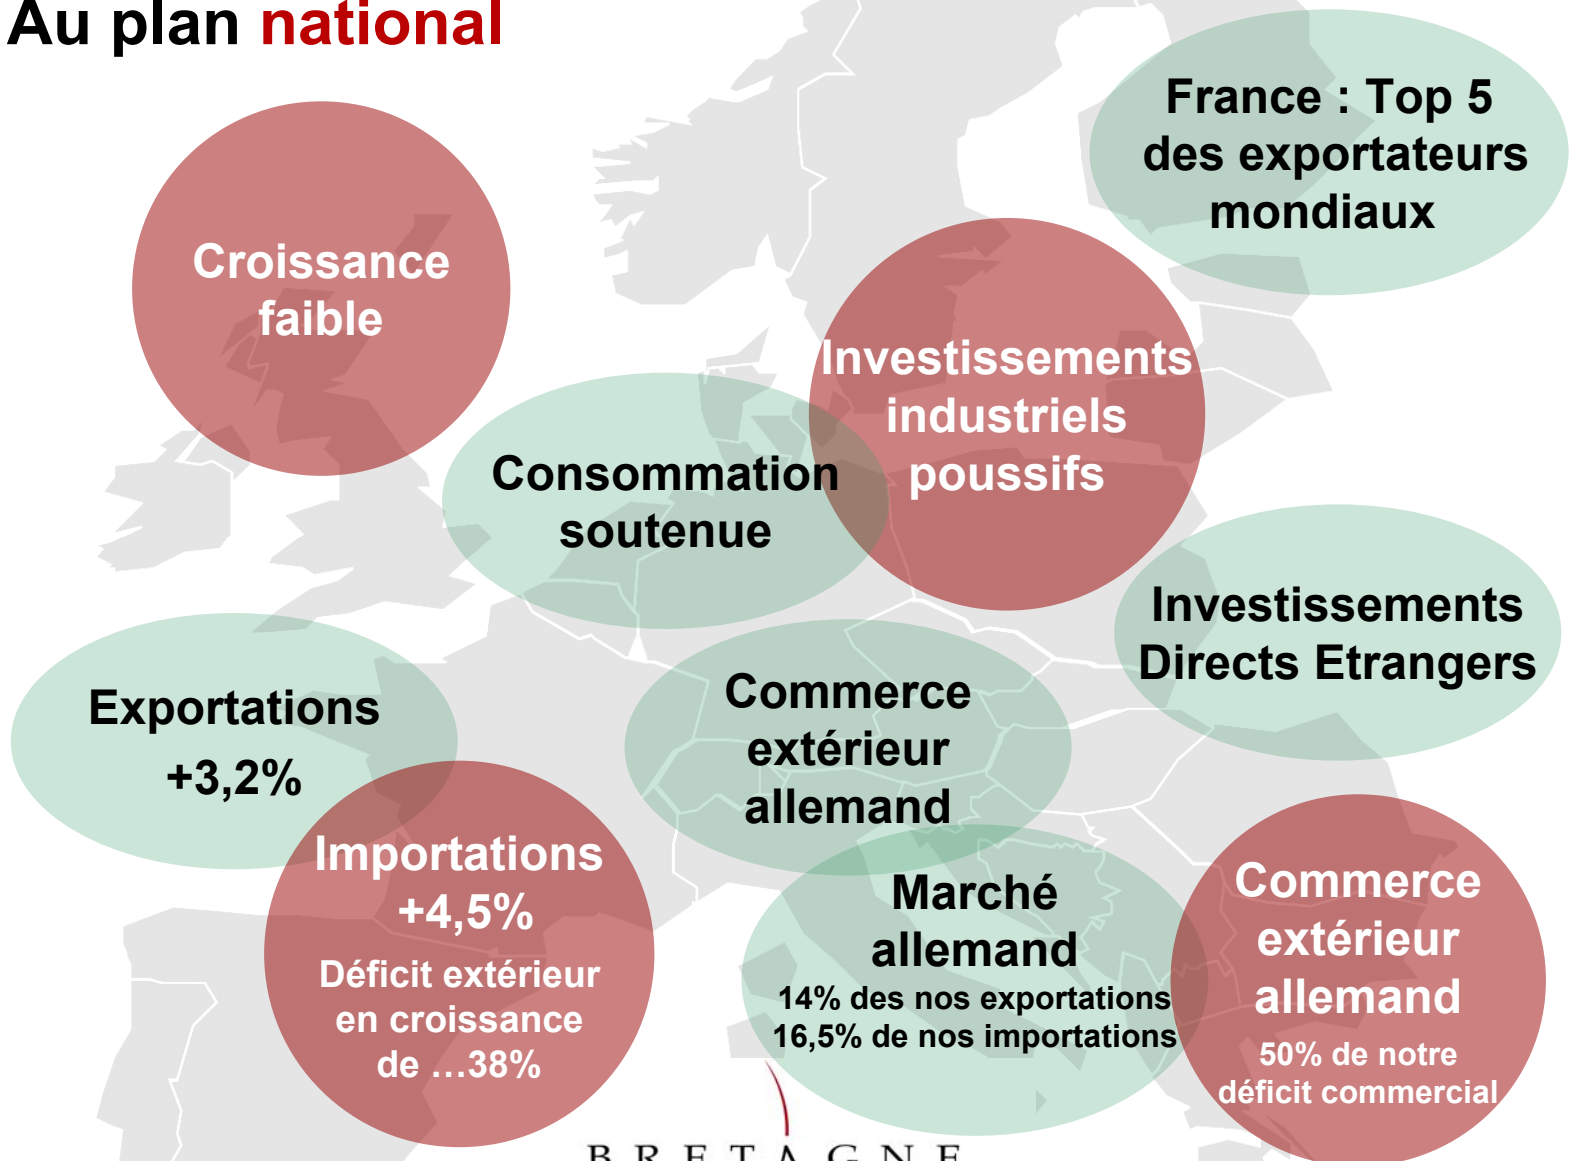 Au plan national
France : Top 5
des exportateurs
mondiaux
Croissance
faible
Investissements
industriels
poussifs
Consommation
soutenue
Investissements
Directs Etrangers
Exportations
+3,2%
Commerce
extérieur
allemand
Importations
+4,5%
Déficit extérieur
en croissance
de …38%
Marché
allemand
14% des nos exportations
16,5% de nos importations
Commerce
extérieur
allemand
50% de notre
déficit commercial
BRETAGNE